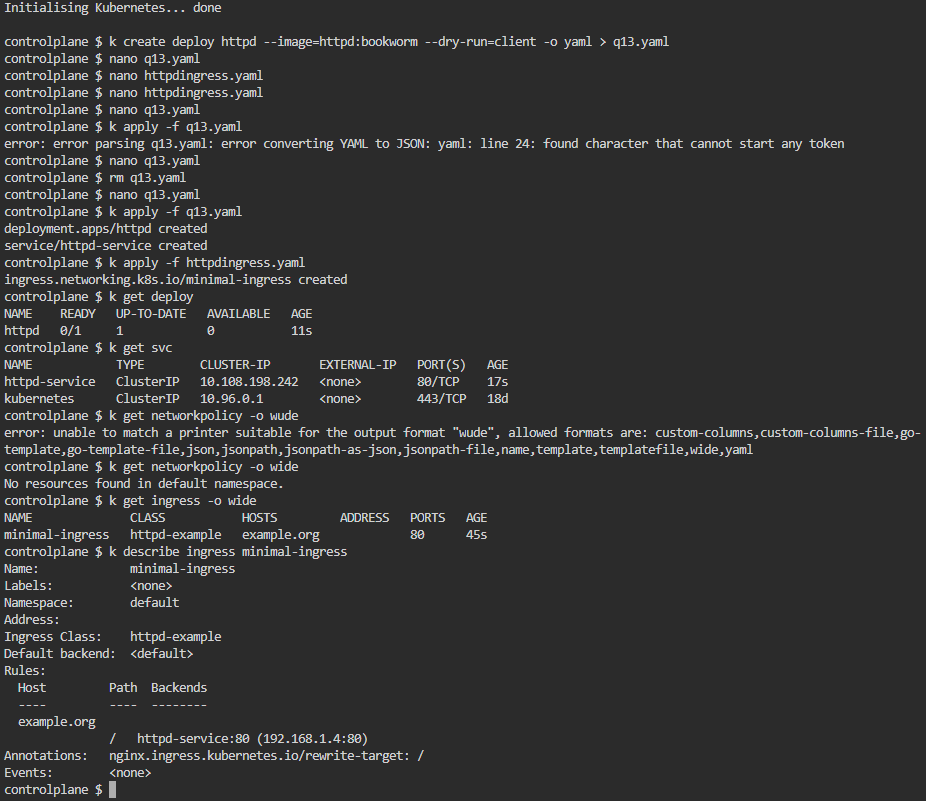 Initialising Kubernetes... done
controlplane $ k create deploy httpd --image=httpd:bookworm --dry-run=client -o yaml > q13.yaml
controlplane $ nano q13.yaml
controlplane $ nano httpdingress.yaml
controlplane $ nano httpdingress.yaml
controlplane $ nano q13.yaml
controlplane $ k apply -f q13.yaml
error: error parsing q13.yaml: error converting YAML to JSON: yaml: line 24: found character that cannot start any token
controlplane $ nano q13.yaml
controlplane $ rm q13.yaml
controlplane $ nano q13.yaml
controlplane $ k apply -f q13.yaml
deployment.apps/httpd created
service/httpd-service created
controlplane $ k apply -f httpdingress.yaml
ingress.networking.k8s.io/minimal-ingress created
controlplane $ k get deploy
NAME    READY   UP-TO-DATE   AVAILABLE   AGE
httpd   0/1     1            0           11s
controlplane $ k get svc
NAME            TYPE        CLUSTER-IP       EXTERNAL-IP   PORT(S)   AGE
httpd-service   ClusterIP   10.108.198.242   <none>        80/TCP    17s
kubernetes      ClusterIP   10.96.0.1        <none>        443/TCP   18d
controlplane $ k get networkpolicy -o wude
error: unable to match a printer suitable for the output format "wude", allowed formats are: custom-columns,custom-columns-file,go-
template,go-template-file,json,jsonpath,jsonpath-as-json,jsonpath-file,name,template,templatefile,wide,yaml
controlplane $ k get networkpolicy -o wide
No resources found in default namespace.
controlplane $ k get ingress -o wide
NAME              CLASS           HOSTS         ADDRESS   PORTS   AGE
minimal-ingress   httpd-example   example.org             80      45s
controlplane $ k describe ingress minimal-ingress
Name:             minimal-ingress
Labels:           <none>
Namespace:        default
Address:
Ingress Class:    httpd-example
Default backend:  <default>
Rules:
  Host         Path  Backends
  ----         ----  --------
  example.org
               /   httpd-service:80 (192.168.1.4:80)
Annotations:   nginx.ingress.kubernetes.io/rewrite-target: /
Events:        <none>
controlplane $